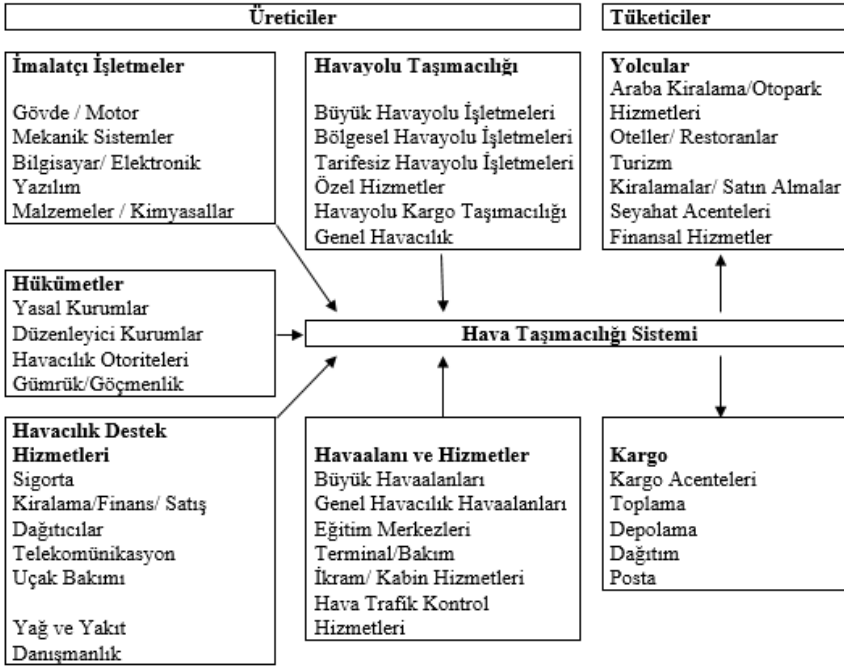 Üreticiler
Tüketiciler
İmalatçı İşletmeler
Gövde / Motor
Mekanik Sistemler
Bilgisayar/ Elektronik
Yazılım
Malzemeler / Kimyasallar
Havayolu Taşımacılığı
Büyük Havayolu İşletmeleri
Bölgesel Havayolu İşletmeleri
Tarifesiz Havayolu İşletmeleri
Özel Hizmetler
Havayolu Kargo Taşımacılığı
Genel Havacılık
Yolcular
Araba Kiralama/Otopark
Hizmetleri
Oteller/ Restoranlar
Turizm
Kiralamalar/ Satın Almalar
Seyahat Acenteleri
Finansal Hizmetler
Hükümetler
Yasal Kurumlar
Düzenleyici Kurumlar
Havacılık Otoriteleri
Gümrük/Göçmenlik
Hava Taşımacılığı Sistemi
Havacılık Destek
Hizmetleri
Sigorta
Kiralama/Finans/ Satış
Dağıtıcılar
Telekomünikasyon
Uçak Bakımı
Yağ ve Yakıt
Danışmanlık
Havaalanı ve Hizmetler
Büyük Havaalanları
Genel Havacılık Havaalanları
Eğitim Merkezleri
Terminal/Bakım
İkram/ Kabin Hizmetleri
Hava Trafik Kontrol
Hizmetleri
Kargo
Kargo Acenteleri
Toplama
Depolama
Dağıtım
Posta